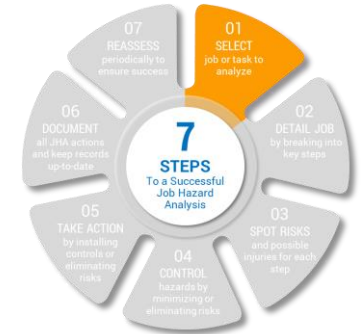 7
STEPS
To a Successful
Job Hazard
Analysis
01
SELECT
job or task to
analyze
02
DETAIL JOB
by breaking into
key steps
03
SPOT RISKS
and possible
injuries for each
step
04
CONTROL
hazards by
minimizing or
eliminating risks
05
TAKE ACTION
by installing
controls or
eliminating
risks
06
DOCUMENT
all JHA actions
and keep records
up-to-date
07
REASSESS
periodically to
ensure success